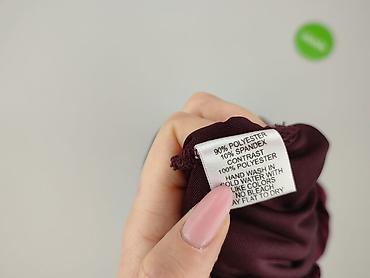 90% POLYESTER
10% SPANDEX
CONTRAST
100% POLYESTER
HAND WASH IN
COLD WATER WITH
LIKE COLORS
NO BLEACH
LAY FLAT TO DRY